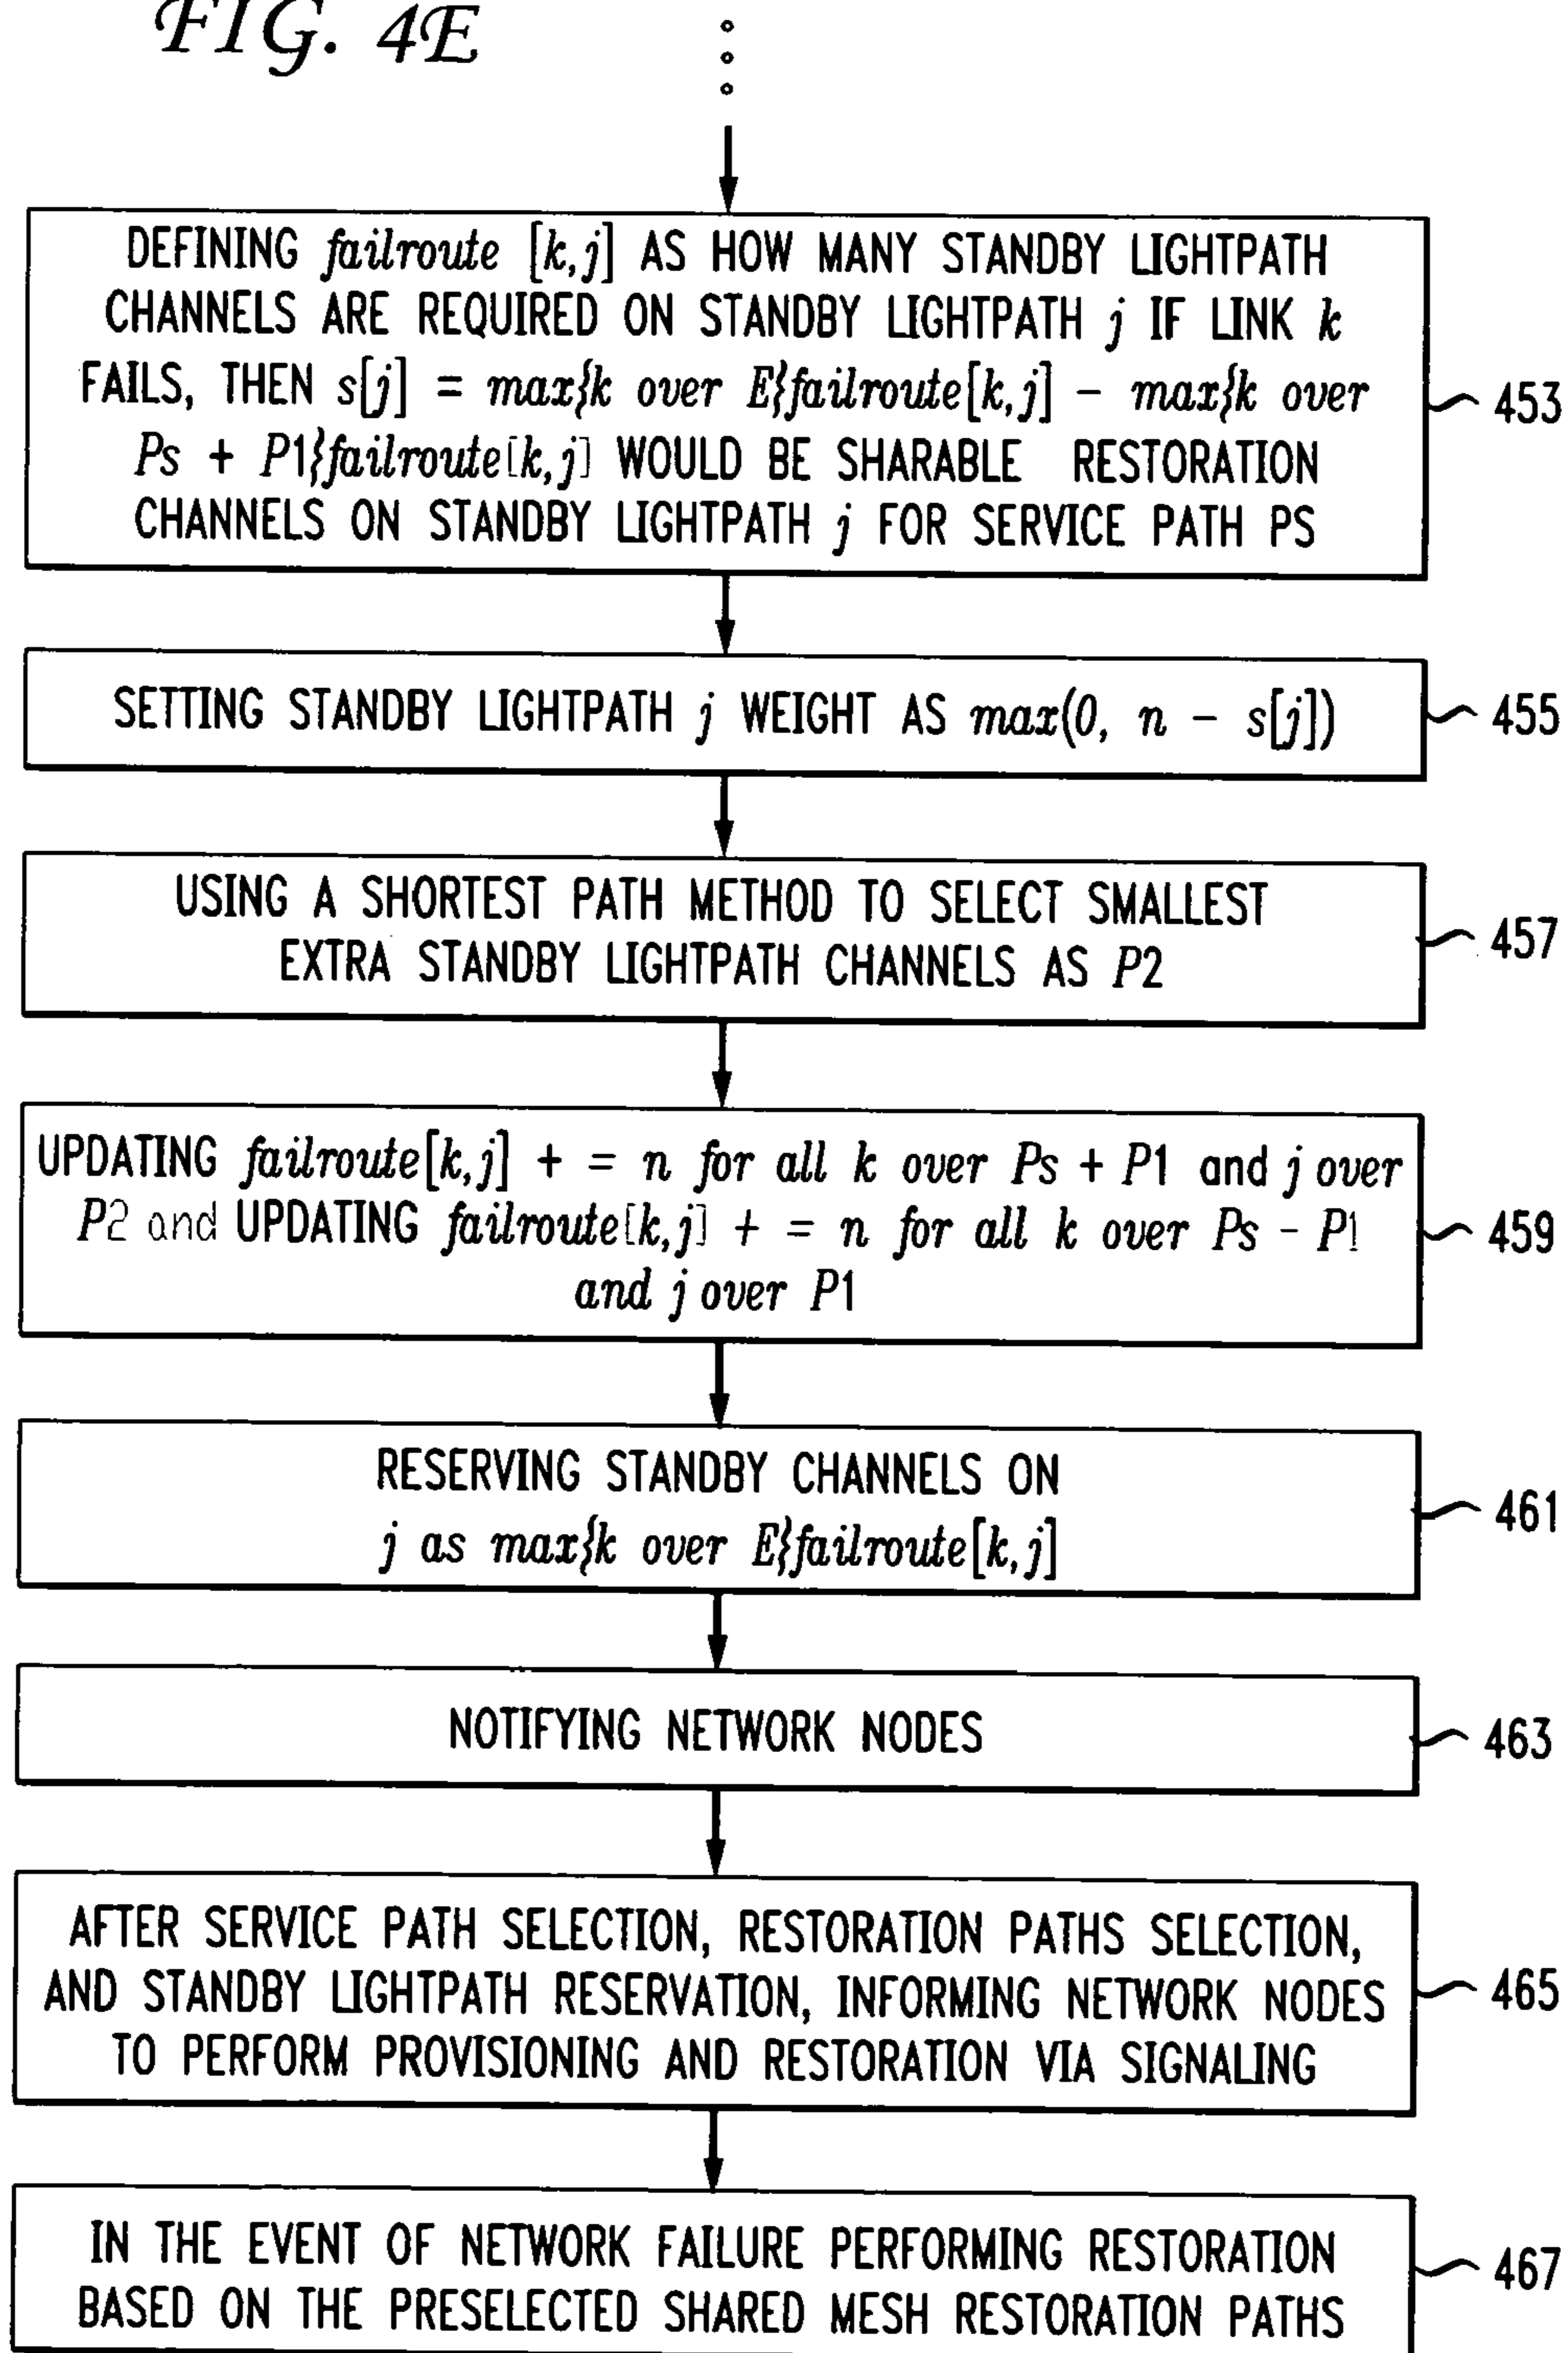 FIG. 4E
DEFINING failroute [k,j] AS HOW MANY STANDBY LIGHTPATH
CHANNELS ARE REQUIRED ON STANDBY LIGHTPATH j IF LINK k
FAILS, THEN s[j] = max{k over E}failroute[k,j] - max{k over
Ps + P1}failroute[k,j] WOULD BE SHARABLE RESTORATION
CHANNELS ON STANDBY LIGHTPATH j FOR SERVICE PATH PS
453
SETTING STANDBY LIGHTPATH j WEIGHT AS max(0, n - s[j])
455
USING A SHORTEST PATH METHOD TO SELECT SMALLEST
EXTRA STANDBY LIGHTPATH CHANNELS AS P2
457
UPDATING failroute[k,j] + = n for all k over Ps + P1 and j over
P2 and UPDATING failroute[k,j] + = n for all k over Ps - P1
and j over P1
459
RESERVING STANDBY CHANNELS ON
j as max{k over E}failroute[k,j]
461
NOTIFYING NETWORK NODES
463
AFTER SERVICE PATH SELECTION, RESTORATION PATHS SELECTION,
AND STANDBY LIGHTPATH RESERVATION, INFORMING NETWORK NODES
TO PERFORM PROVISIONING AND RESTORATION VIA SIGNALING
465
IN THE EVENT OF NETWORK FAILURE PERFORMING RESTORATION
BASED ON THE PRESELECTED SHARED MESH RESTORATION PATHS
467